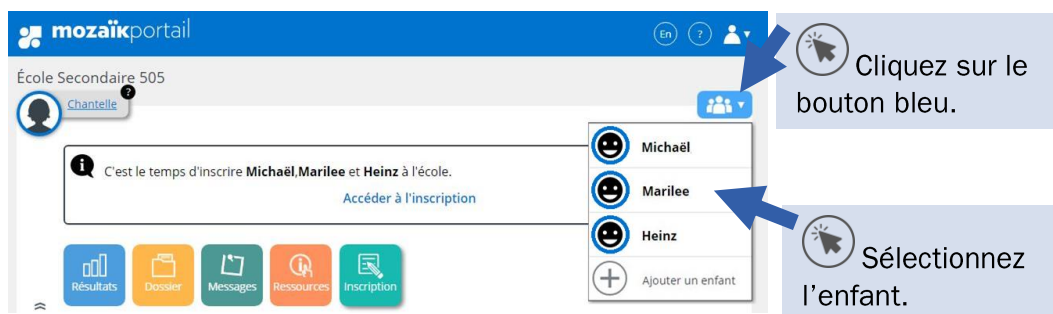 mozaïkportail
En ?
École Secondaire 505
Chantelle ?
C'est le temps d'inscrire Michaël,Marilee et Heinz à l'école.
Accéder à l'inscription
Résultats Dossier Messages Ressources Inscription
Michaël
Marilee
Heinz
Ajouter un enfant
Cliquez sur le
bouton bleu.
Sélectionnez
l'enfant.